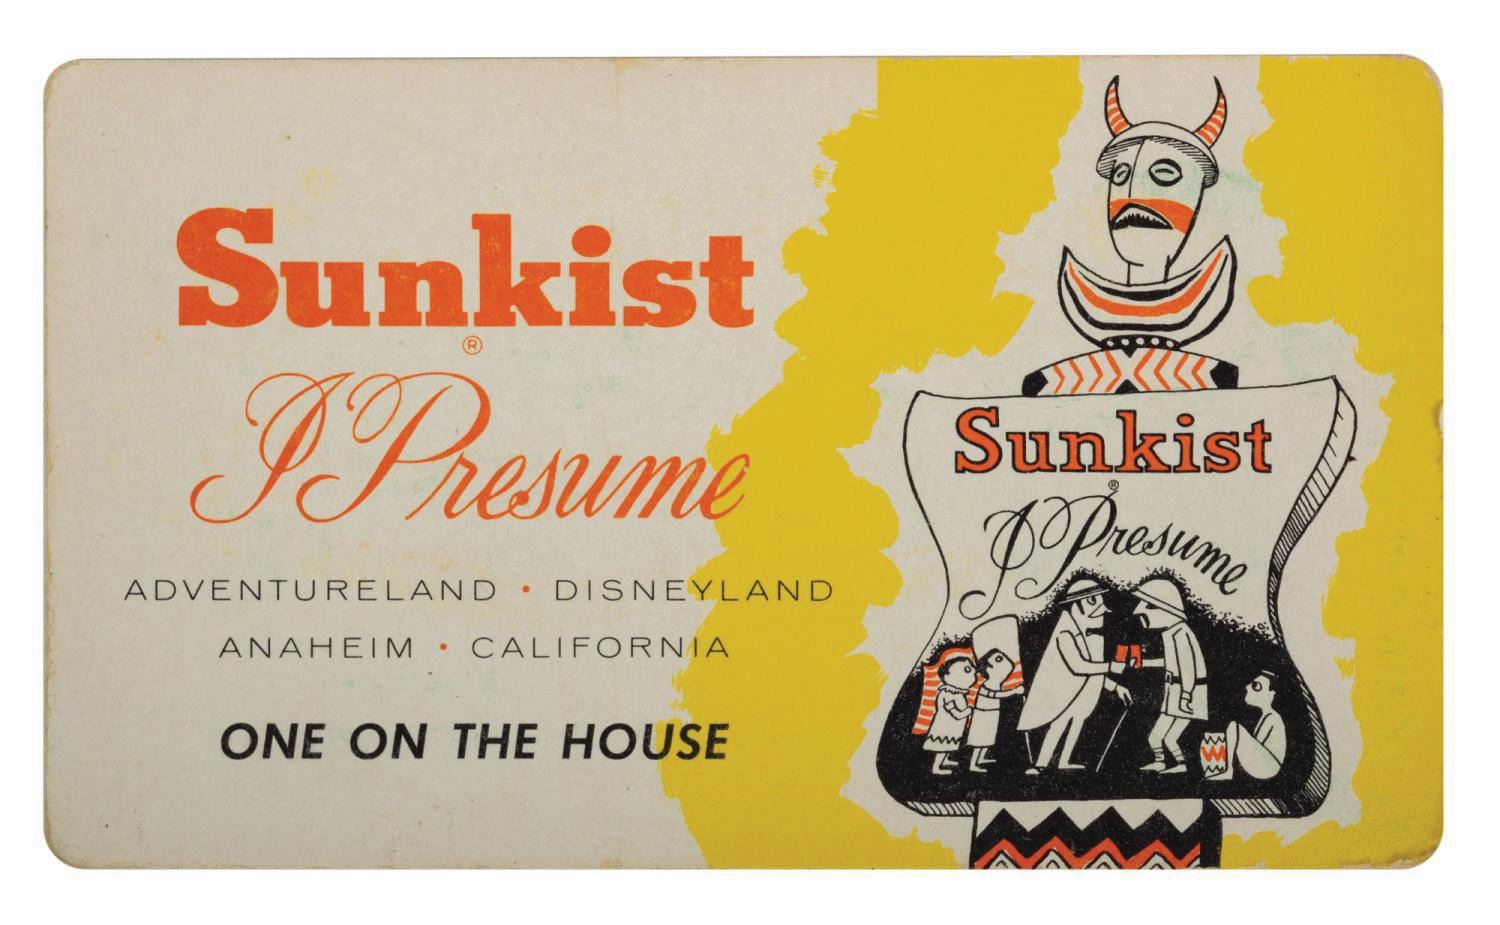 Sunkist
®
I Presume
ADVENTURELAND • DISNEYLAND
ANAHEIM • CALIFORNIA
ONE ON THE HOUSE
Sunkist
®
I Presume